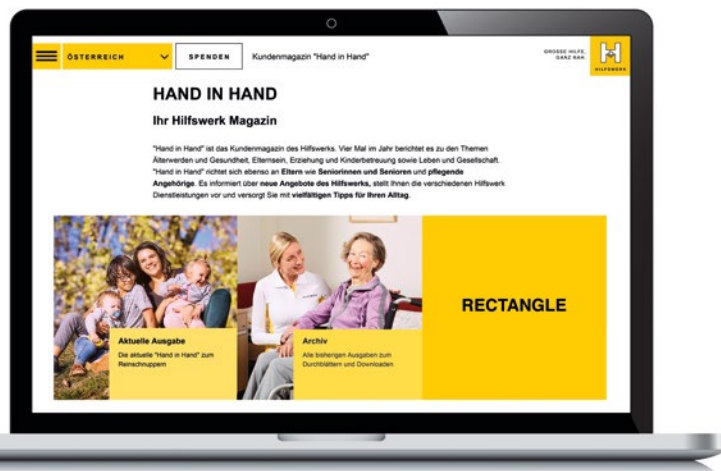 ÖSTERREICH
SPENDEN
Kundenmagazin "Hand in Hand"
GROSSE HILFE,
GANZ NAH.
H
HILFSWERK
HAND IN HAND
Ihr Hilfswerk Magazin
"Hand in Hand" ist das Kundenmagazin des Hilfswerks. Vier Mal im Jahr berichtet es zu den Themen
Älterwerden und Gesundheit, Elternsein, Erziehung und Kinderbetreuung sowie Leben und Gesellschaft.
"Hand in Hand" richtet sich ebenso an Eltern wie Seniorinnen und Senioren und pflegende
Angehörige. Es informiert über neue Angebote des Hilfswerks, stellt Ihnen die verschiedenen Hilfswerk
Dienstleistungen vor und versorgt Sie mit vielfältigen Tipps für Ihren Alltag.
Aktuelle Ausgabe
Die aktuelle "Hand in Hand" zum
Reinschnuppern
Archiv
Alle bisherigen Ausgaben zum
Durchblättern und Downloaden
RECTANGLE